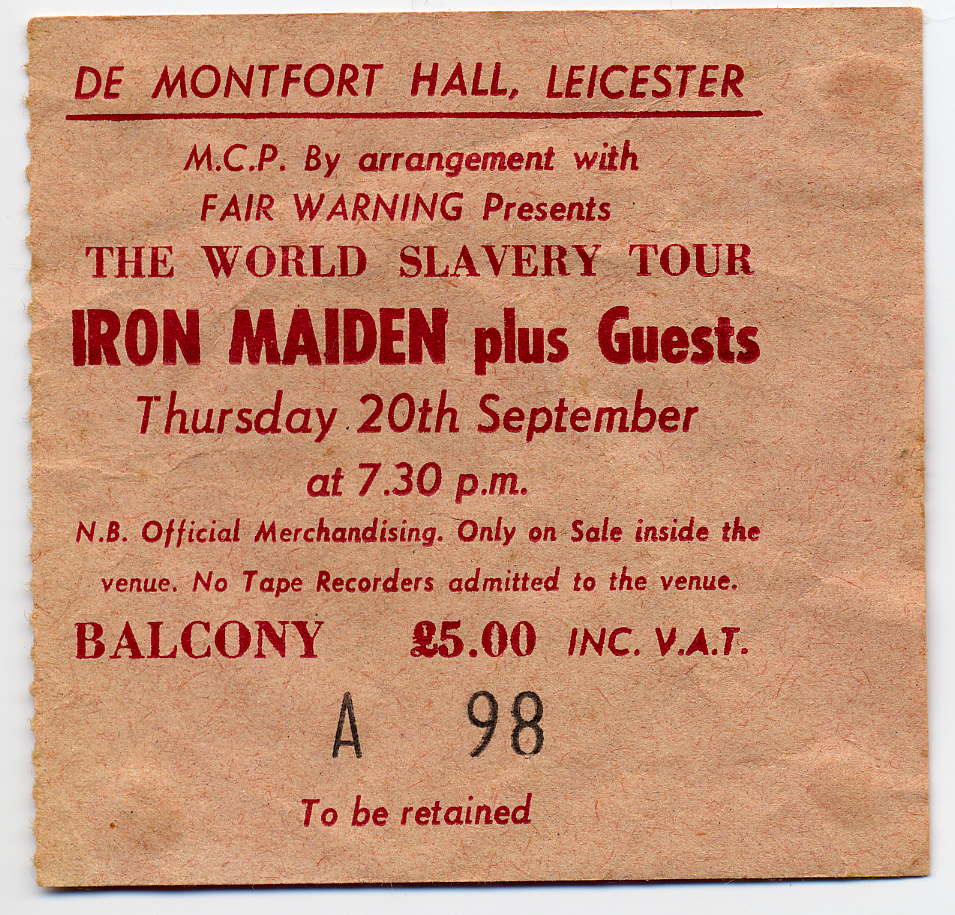 DE MONTFORT HALL, LEICESTER
M.C.P. By arrangement with
FAIR WARNING Presents
THE WORLD SLAVERY TOUR
IRON MAIDEN plus Guests
Thursday 20th September
at 7.30 p.m.
N.B. Official Merchandising. Only on Sale inside the
venue. No Tape Recorders admitted to the venue.
BALCONY £5.00 INC. V.A.T.
A 98
To be retained